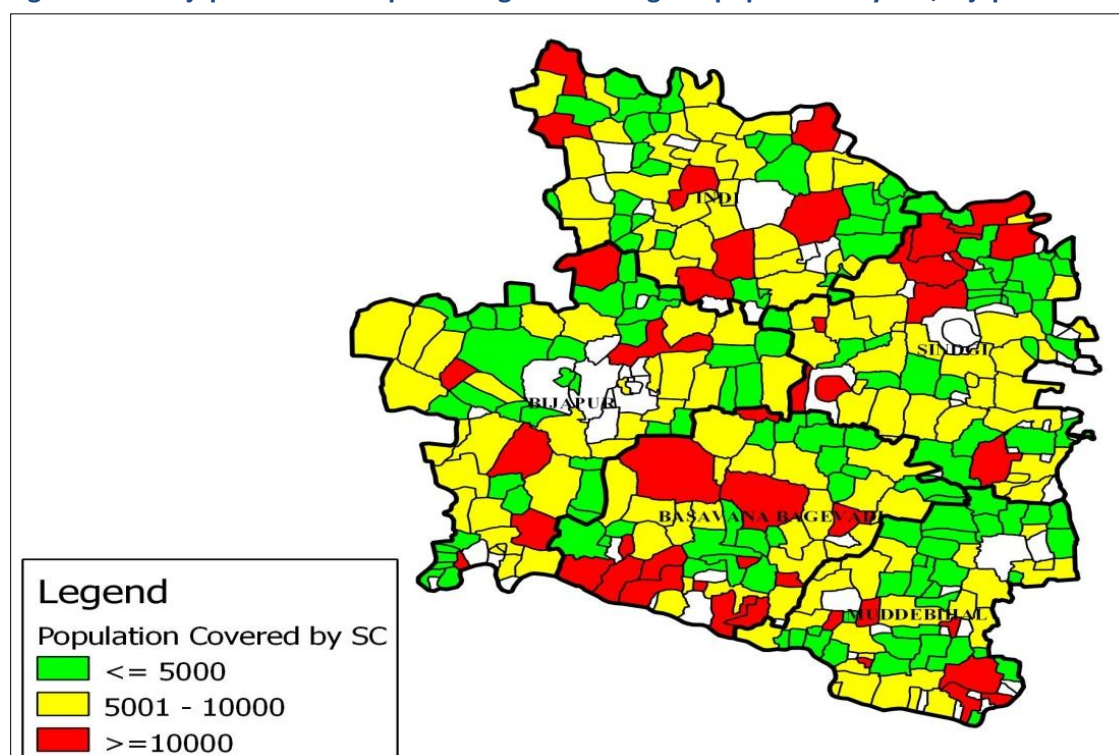 INDI
SINDGI
BIJAPUR
BASAVANA BAGEVADI
MUDDEBIHAL
Legend
Population Covered by SC
<= 5000
5001 - 10000
>=10000